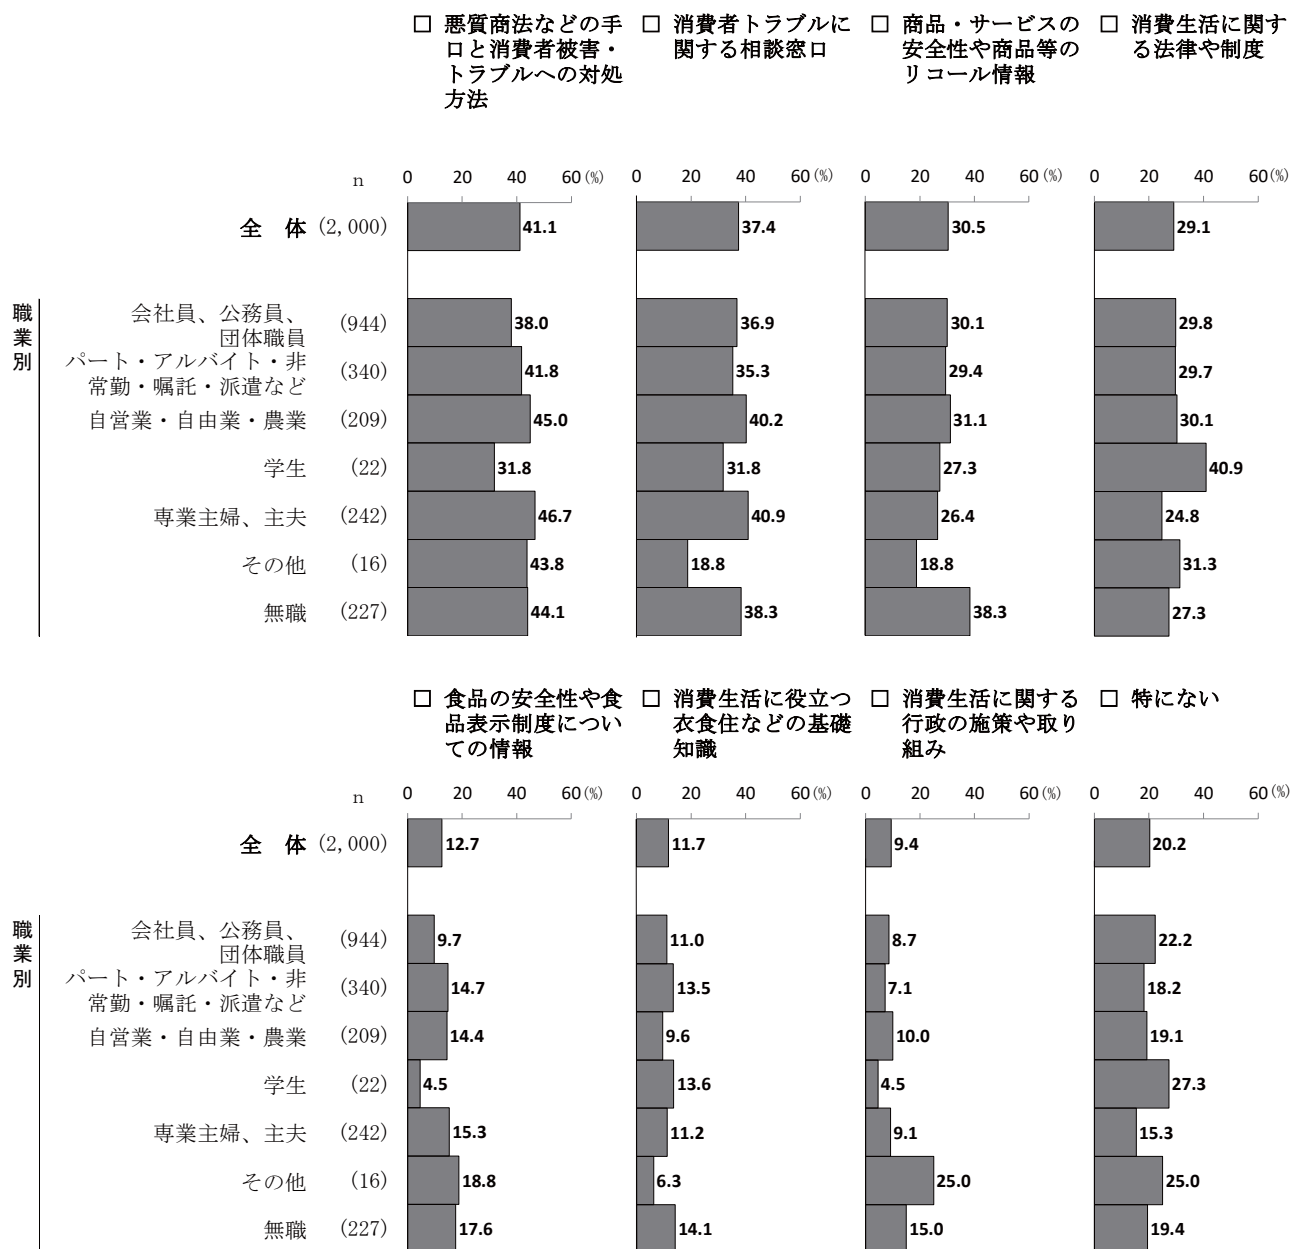 □ 悪質商法などの手口と消費者被害・トラブルへの対処方法
□ 消費者トラブルに関する相談窓口
□ 商品・サービスの安全性や商品等のリコール情報
□ 消費生活に関する法律や制度
n 0 20 40 60(%) 0 20 40 60(%) 0 20 40 60(%) 0 20 40 60(%)
全 体 (2,000) 41.1 37.4 30.5 29.1
職業別
会社員、公務員、団体職員 (944) 38.0 36.9 30.1 29.8
パート・アルバイト・非常勤・嘱託・派遣など (340) 41.8 35.3 29.4 29.7
自営業・自由業・農業 (209) 45.0 40.2 31.1 30.1
学生 (22) 31.8 31.8 27.3 40.9
専業主婦、主夫 (242) 46.7 40.9 26.4 24.8
その他 (16) 43.8 18.8 18.8 31.3
無職 (227) 44.1 38.3 38.3 27.3
□ 食品の安全性や食品表示制度についての情報
□ 消費生活に役立つ衣食住などの基礎知識
□ 消費生活に関する行政の施策や取り組み
□ 特にない
n 0 20 40 60(%) 0 20 40 60(%) 0 20 40 60(%) 0 20 40 60(%)
全 体 (2,000) 12.7 11.7 9.4 20.2
職業別
会社員、公務員、団体職員 (944) 9.7 11.0 8.7 22.2
パート・アルバイト・非常勤・嘱託・派遣など (340) 14.7 13.5 7.1 18.2
自営業・自由業・農業 (209) 14.4 9.6 10.0 19.1
学生 (22) 4.5 13.6 4.5 27.3
専業主婦、主夫 (242) 15.3 11.2 9.1 15.3
その他 (16) 18.8 6.3 25.0 25.0
無職 (227) 17.6 14.1 15.0 19.4